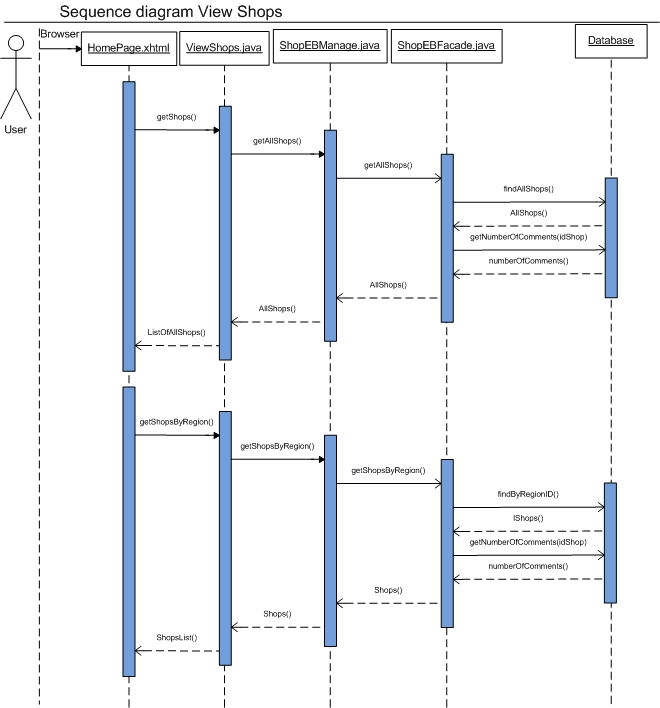 Sequence diagram View Shops
Browser
HomePage.xhtml
ViewShops.java
ShopEBManage.java
ShopEBFacade.java
Database
User
getShops()
getAllShops()
getAllShops()
findAllShops()
AllShops()
getNumberOfComments(idShop)
numberOfComments()
AllShops()
AllShops()
ListOfAllShops()
getShopsByRegion()
getShopsByRegion()
getShopsByRegion()
findByRegionID()
lShops()
getNumberOfComments(idShop)
numberOfComments()
Shops()
Shops()
ShopsList()